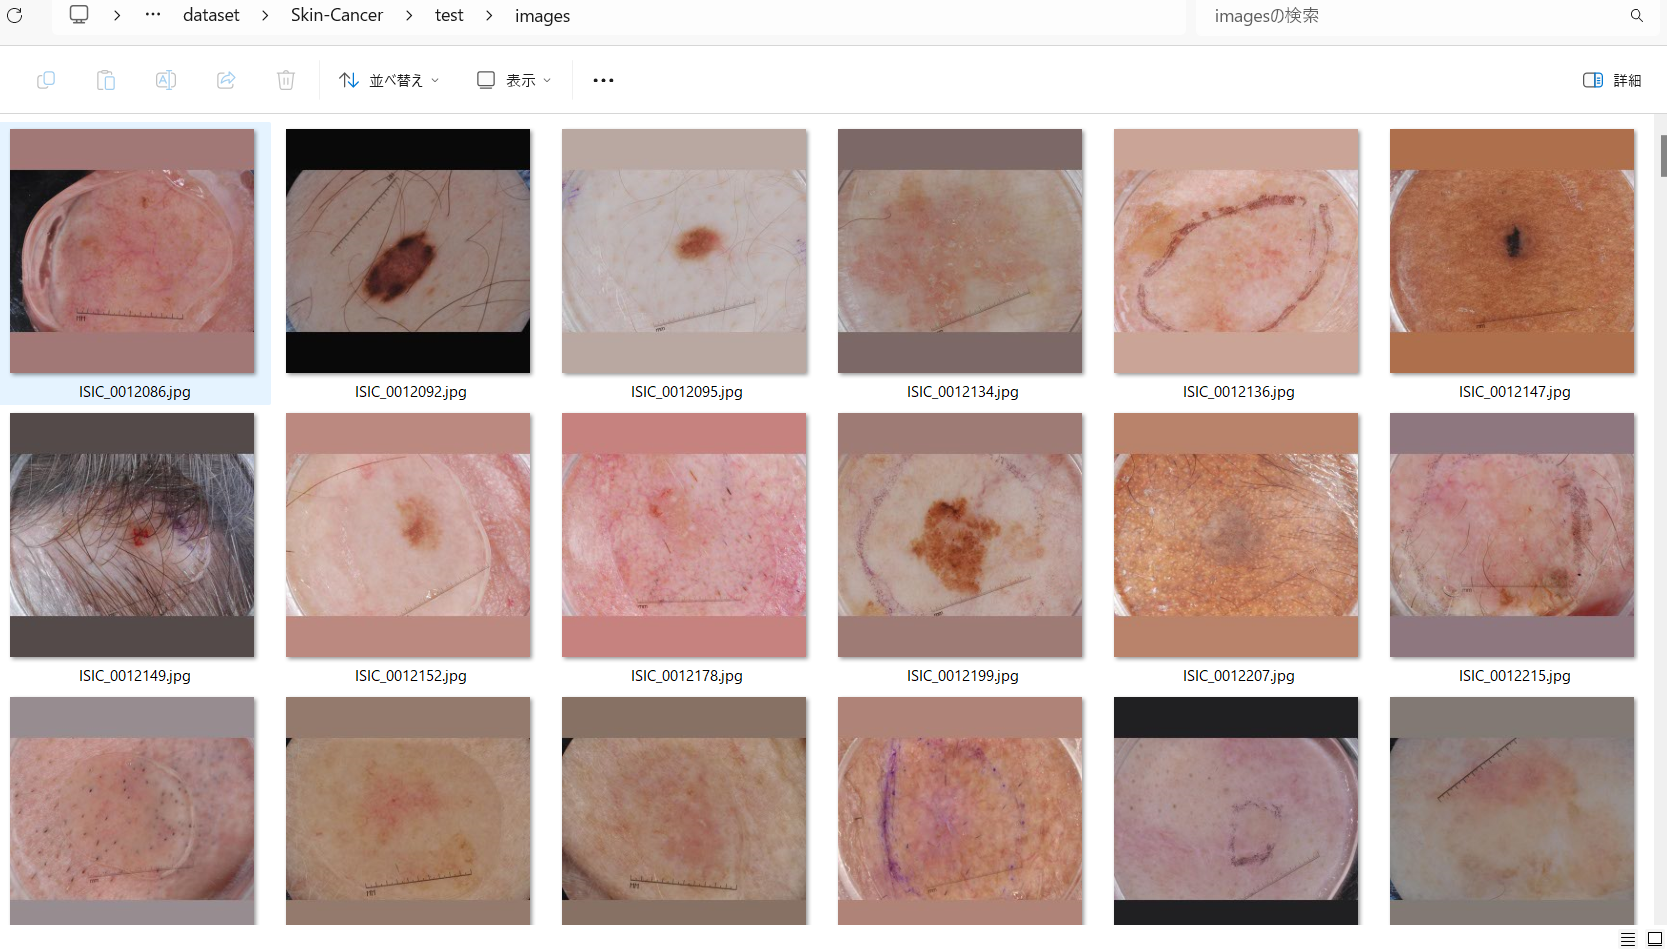 … dataset > Skin-Cancer > test > images
imagesの検索
並べ替え
表示
詳細
ISIC_0012086.jpg
ISIC_0012092.jpg
ISIC_0012095.jpg
ISIC_0012134.jpg
ISIC_0012136.jpg
ISIC_0012147.jpg
ISIC_0012149.jpg
ISIC_0012152.jpg
ISIC_0012178.jpg
ISIC_0012199.jpg
ISIC_0012207.jpg
ISIC_0012215.jpg